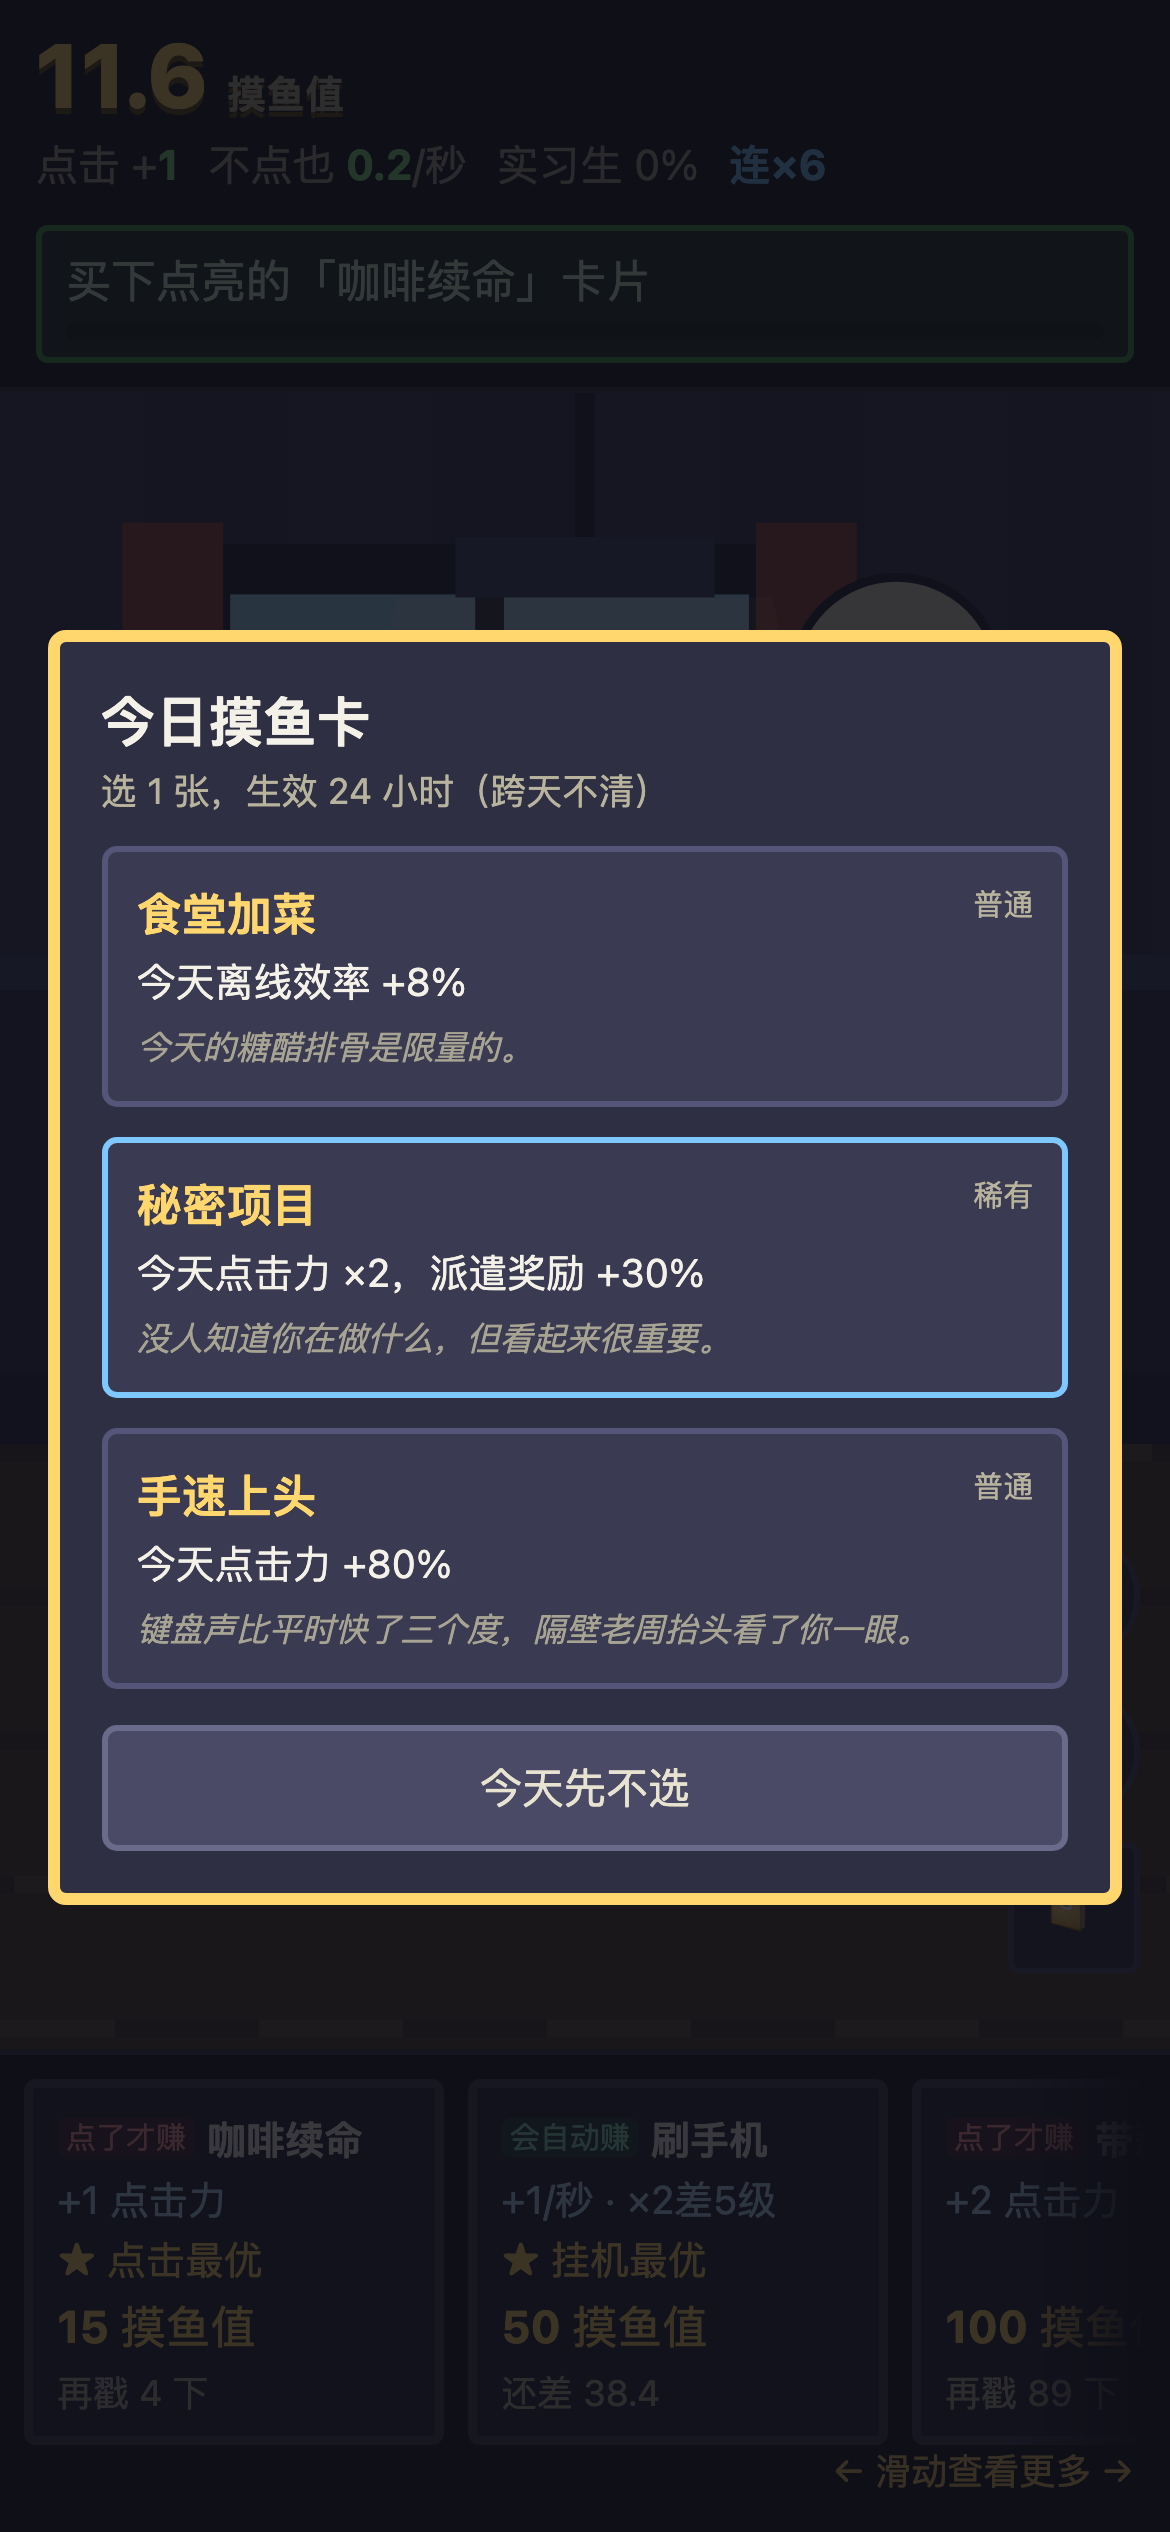 11.6 摸鱼值
点击 +1 不点也 0.2/秒 实习生 0% 连×6
买下点亮的「咖啡续命」卡片
今日摸鱼卡
选 1 张，生效 24 小时（跨天不清）
食堂加菜 普通
今天离线效率 +8%
今天的糖醋排骨是限量的。
秘密项目 稀有
今天点击力 ×2，派遣奖励 +30%
没人知道你在做什么，但看起来很重要。
手速上头 普通
今天点击力 +80%
键盘声比平时快了三个度，隔壁老周抬头看了你一眼。
今天先不选
点了才赚 咖啡续命
+1 点击力
★ 点击最优
15 摸鱼值
再戳 4 下
会自动赚 刷手机
+1/秒 · ×2差5级
★ 挂机最优
50 摸鱼值
还差 38.4
点了才赚 带
+2 点击力
100 摸鱼值
再戳 89 下
← 滑动查看更多 →